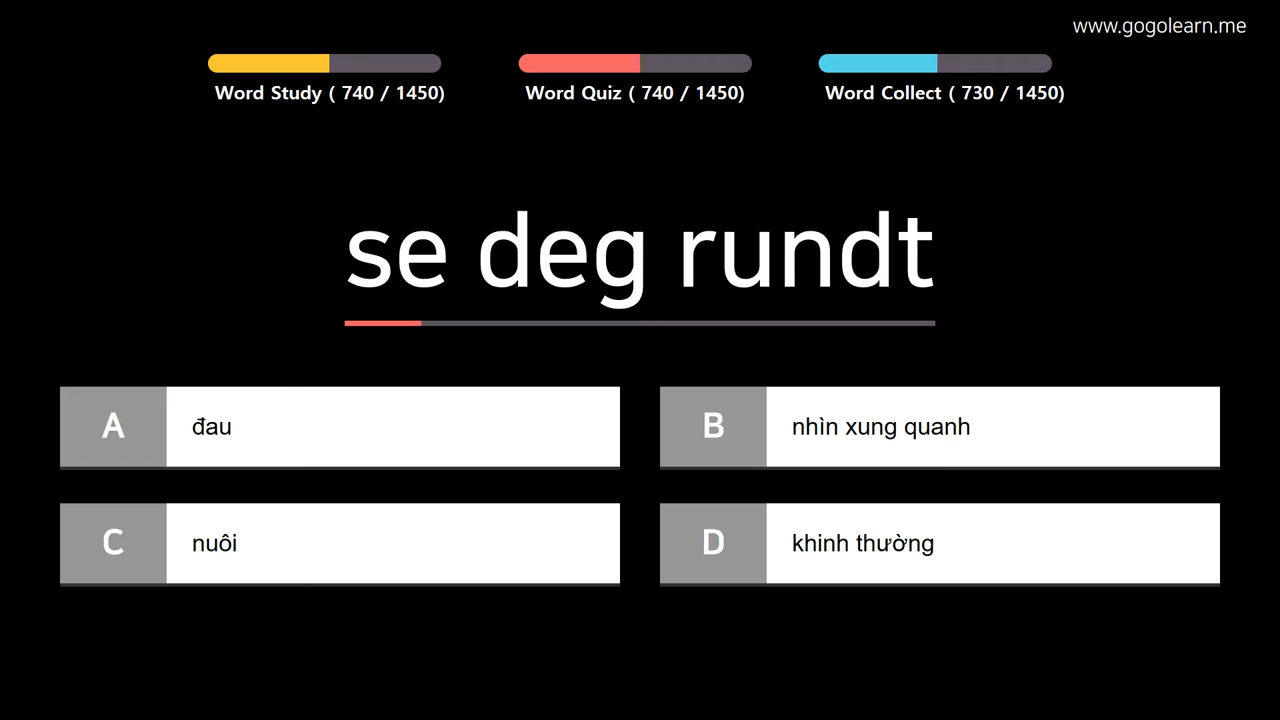 www.gogolearn.me
Word Study ( 740 / 1450)
Word Quiz ( 740 / 1450)
Word Collect ( 730 / 1450)
se deg rundt
A đau
B nhìn xung quanh
C nuôi
D khinh thường